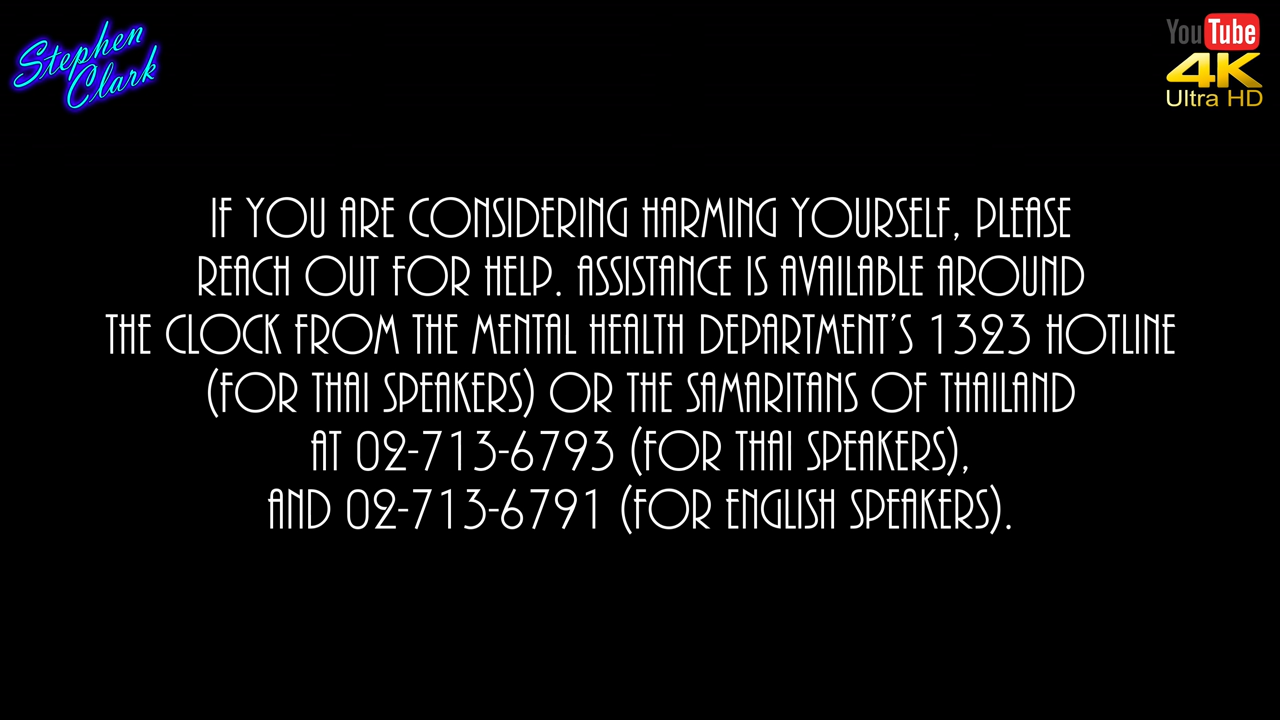 Stephen
Clark
YouTube
4K
Ultra HD
IF YOU ARE CONSIDERING HARMING YOURSELF, PLEASE
REACH OUT FOR HELP. ASSISTANCE IS AVAILABLE AROUND
THE CLOCK FROM THE MENTAL HEALTH DEPARTMENT'S 1323 HOTLINE
(FOR THAI SPEAKERS) OR THE SAMARITANS OF THAILAND
AT 02-713-6793 (FOR THAI SPEAKERS),
AND 02-713-6791 (FOR ENGLISH SPEAKERS).